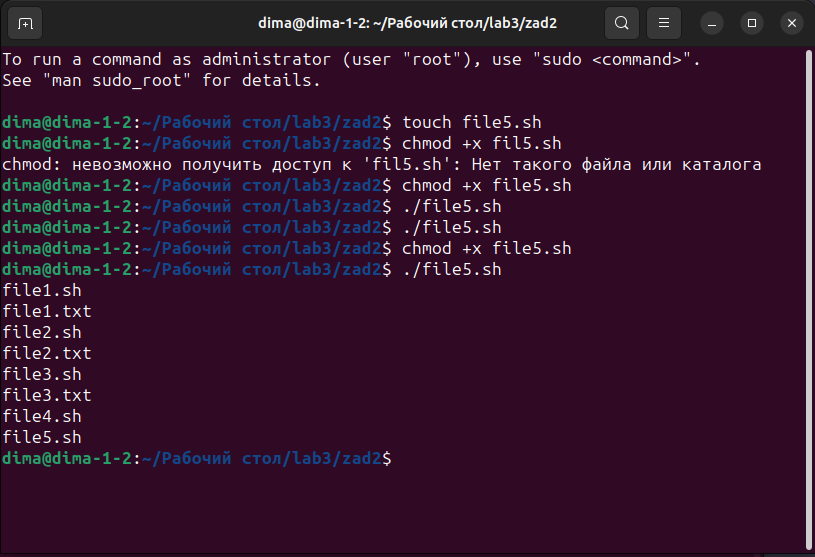 dima@dima-1-2: ~/Рабочий стол/lab3/zad2
To run a command as administrator (user "root"), use "sudo <command>".
See "man sudo_root" for details.
dima@dima-1-2:~/Рабочий стол/lab3/zad2$ touch file5.sh
dima@dima-1-2:~/Рабочий стол/lab3/zad2$ chmod +x fil5.sh
chmod: невозможно получить доступ к 'fil5.sh': Нет такого файла или каталога
dima@dima-1-2:~/Рабочий стол/lab3/zad2$ chmod +x file5.sh
dima@dima-1-2:~/Рабочий стол/lab3/zad2$ ./file5.sh
dima@dima-1-2:~/Рабочий стол/lab3/zad2$ ./file5.sh
dima@dima-1-2:~/Рабочий стол/lab3/zad2$ chmod +x file5.sh
dima@dima-1-2:~/Рабочий стол/lab3/zad2$ ./file5.sh
file1.sh
file1.txt
file2.sh
file2.txt
file3.sh
file3.txt
file4.sh
file5.sh
dima@dima-1-2:~/Рабочий стол/lab3/zad2$